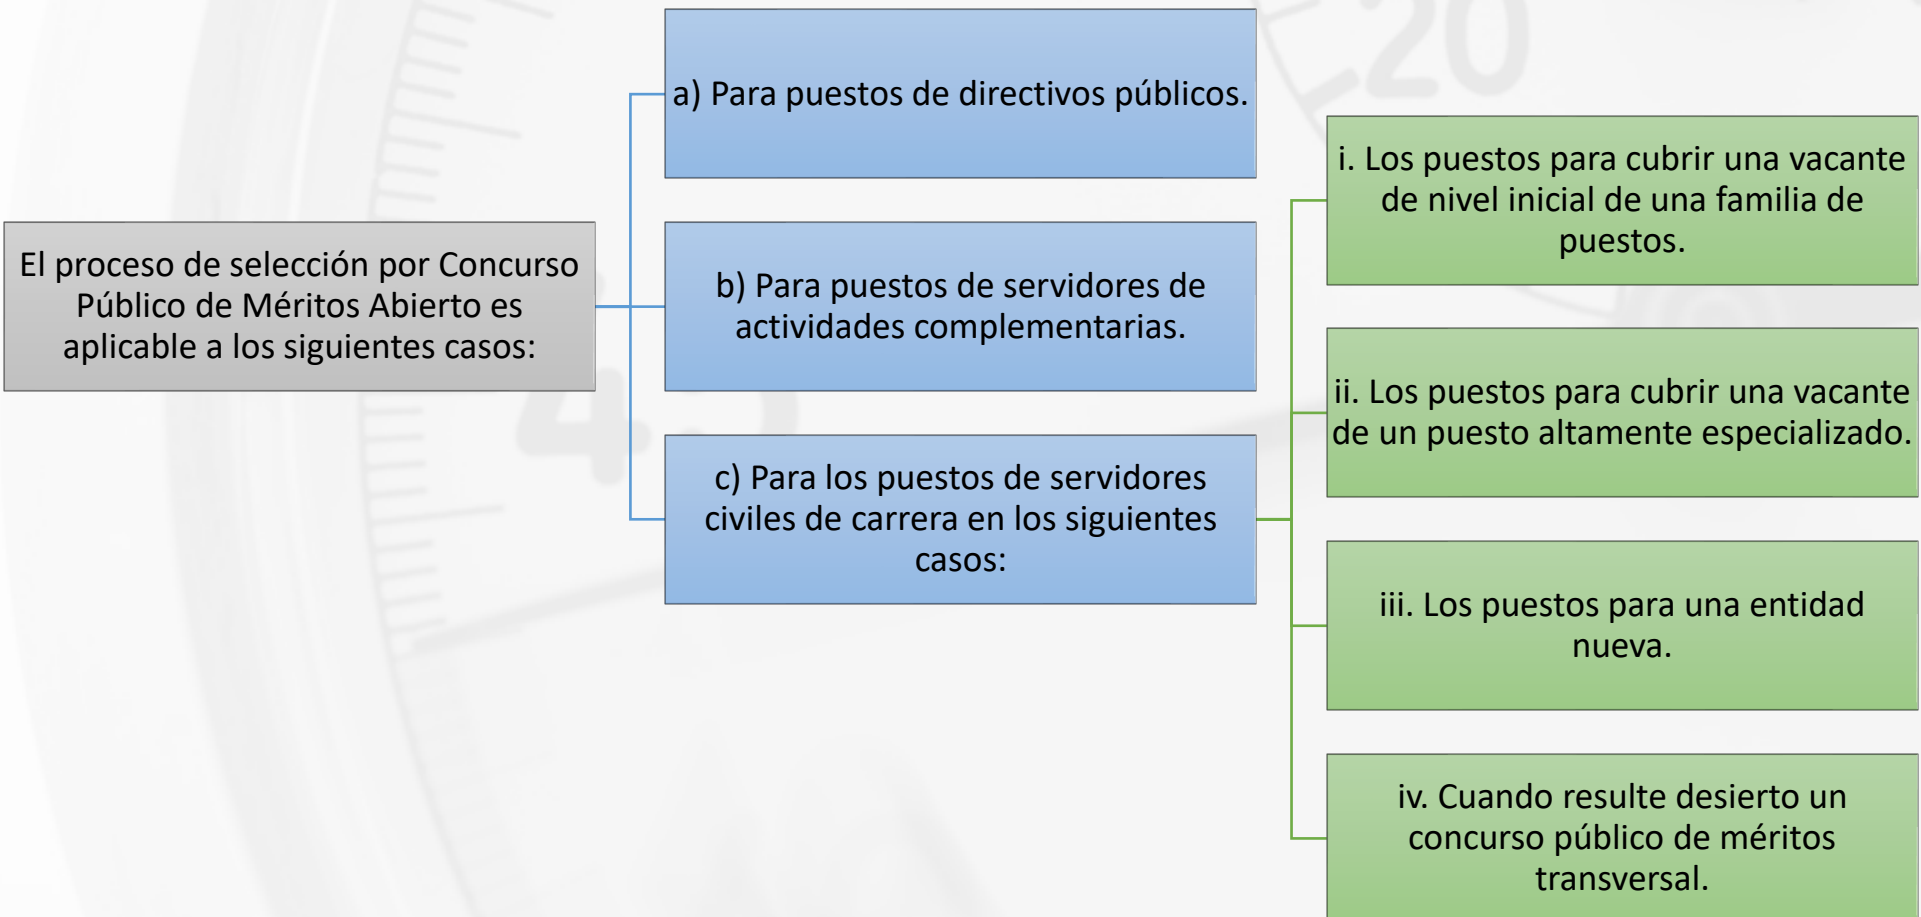 El proceso de selección por Concurso
Público de Méritos Abierto es
aplicable a los siguientes casos:
a) Para puestos de directivos públicos.
b) Para puestos de servidores de
actividades complementarias.
c) Para los puestos de servidores
civiles de carrera en los siguientes
casos:
i. Los puestos para cubrir una vacante
de nivel inicial de una familia de
puestos.
ii. Los puestos para cubrir una vacante
de un puesto altamente especializado.
iii. Los puestos para una entidad
nueva.
iv. Cuando resulte desierto un
concurso público de méritos
transversal.
20
45